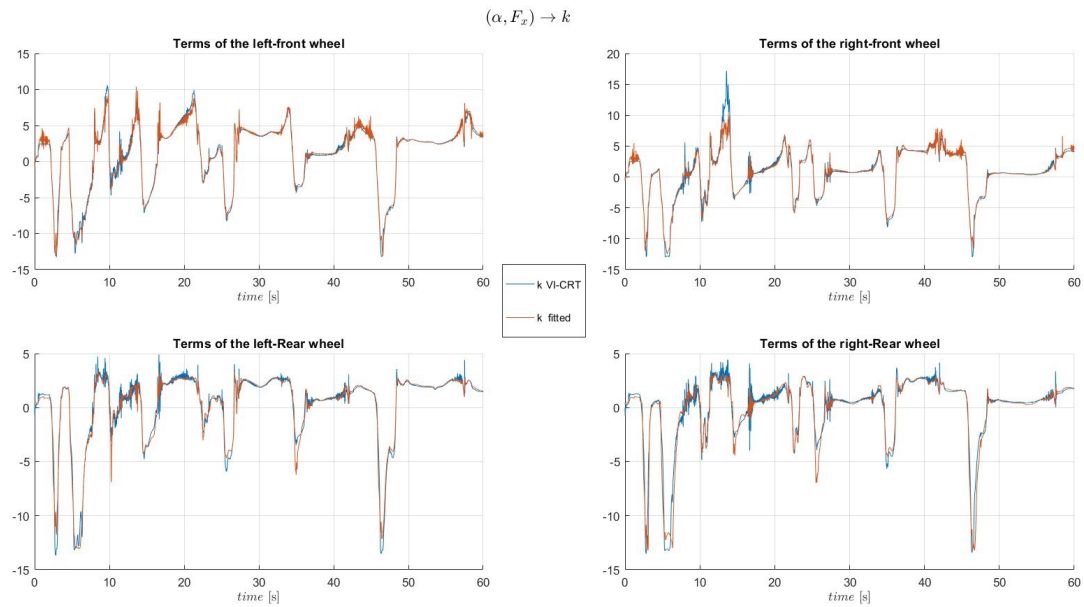 (α, Fₓ) → k
Terms of the left-front wheel
15
10
5
0
-5
-10
-15
0 10 20 30 40 50 60
time [s]
Terms of the right-front wheel
20
15
10
5
0
-5
-10
-15
0 10 20 30 40 50 60
time [s]
k VI-CRT
k fitted
Terms of the left-Rear wheel
5
0
-5
-10
-15
0 10 20 30 40 50 60
time [s]
Terms of the right-Rear wheel
5
0
-5
-10
-15
0 10 20 30 40 50 60
time [s]